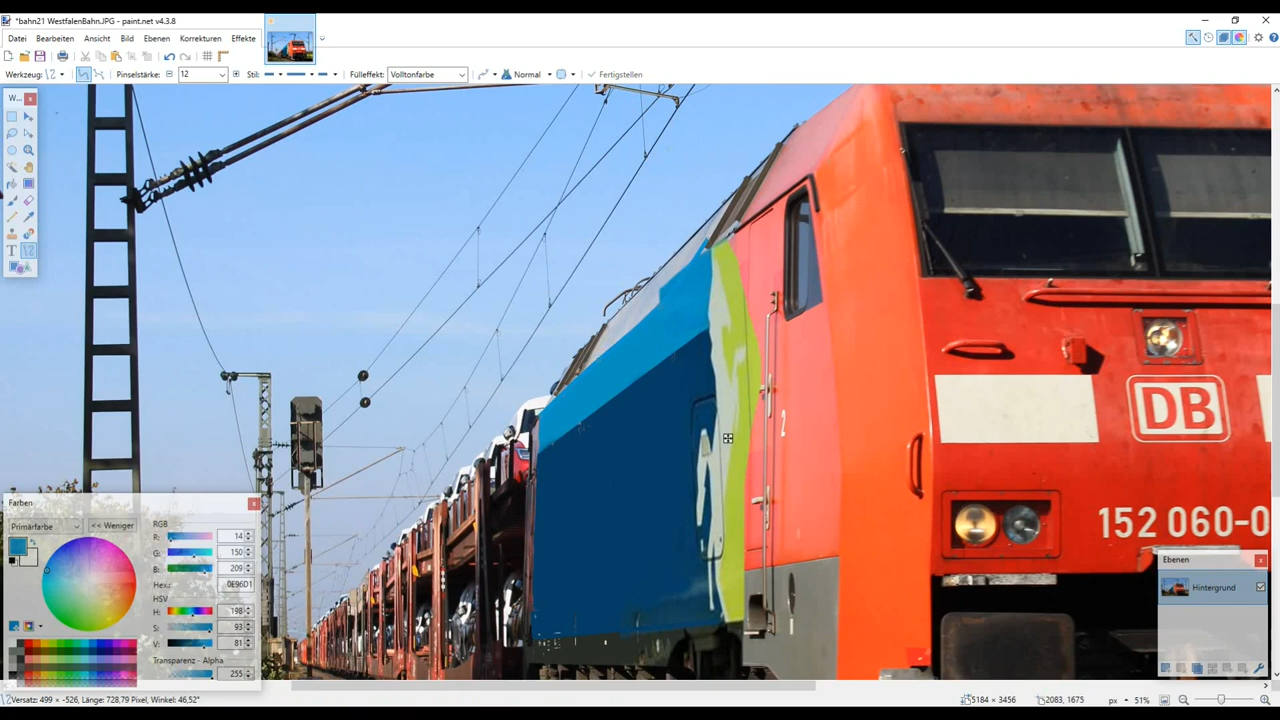 *bahn21 WestfalenBahn.JPG - paint.net v4.3.8
Datei Bearbeiten Ansicht Bild Ebenen Korrekturen Effekte
Werkzeug: Pinselstärke: 12 Stil: Fülleffekt: Volltonfarbe Normal Fertigstellen
W...
T
2
DB
152 060-0
Farben
Primärfarbe << Weniger
RGB
R: 14
G: 150
B: 209
Hex: 0E96D1
HSV
H: 198
S: 93
V: 81
Transparenz - Alpha
255
Ebenen
Hintergrund
Versatz: 499 × -526, Länge: 728,79 Pixel, Winkel: 46,52° 5184 × 3456 2083, 1675 px 51%